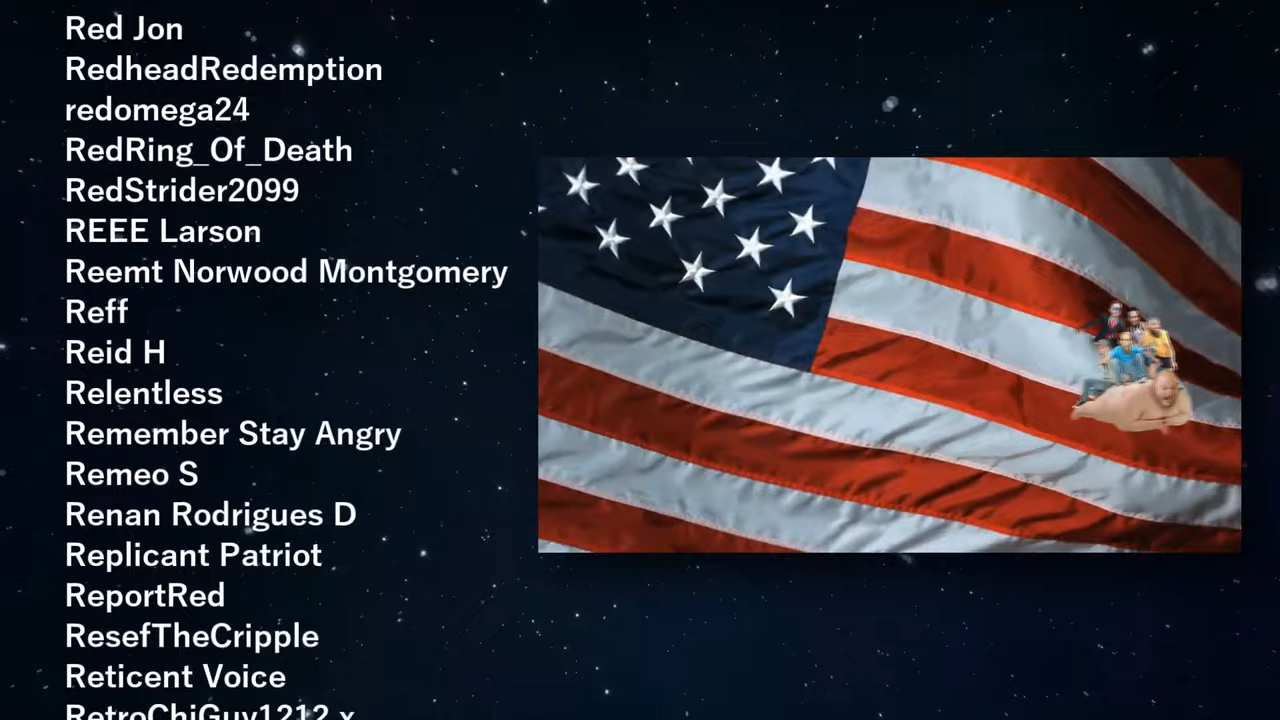 Red Jon
RedheadRedemption
redomega24
RedRing_Of_Death
RedStrider2099
REEE Larson
Reemt Norwood Montgomery
Reff
Reid H
Relentless
Remember Stay Angry
Remeo S
Renan Rodrigues D
Replicant Patriot
ReportRed
ResefTheCripple
Reticent Voice
RetroChiGuy1212 x